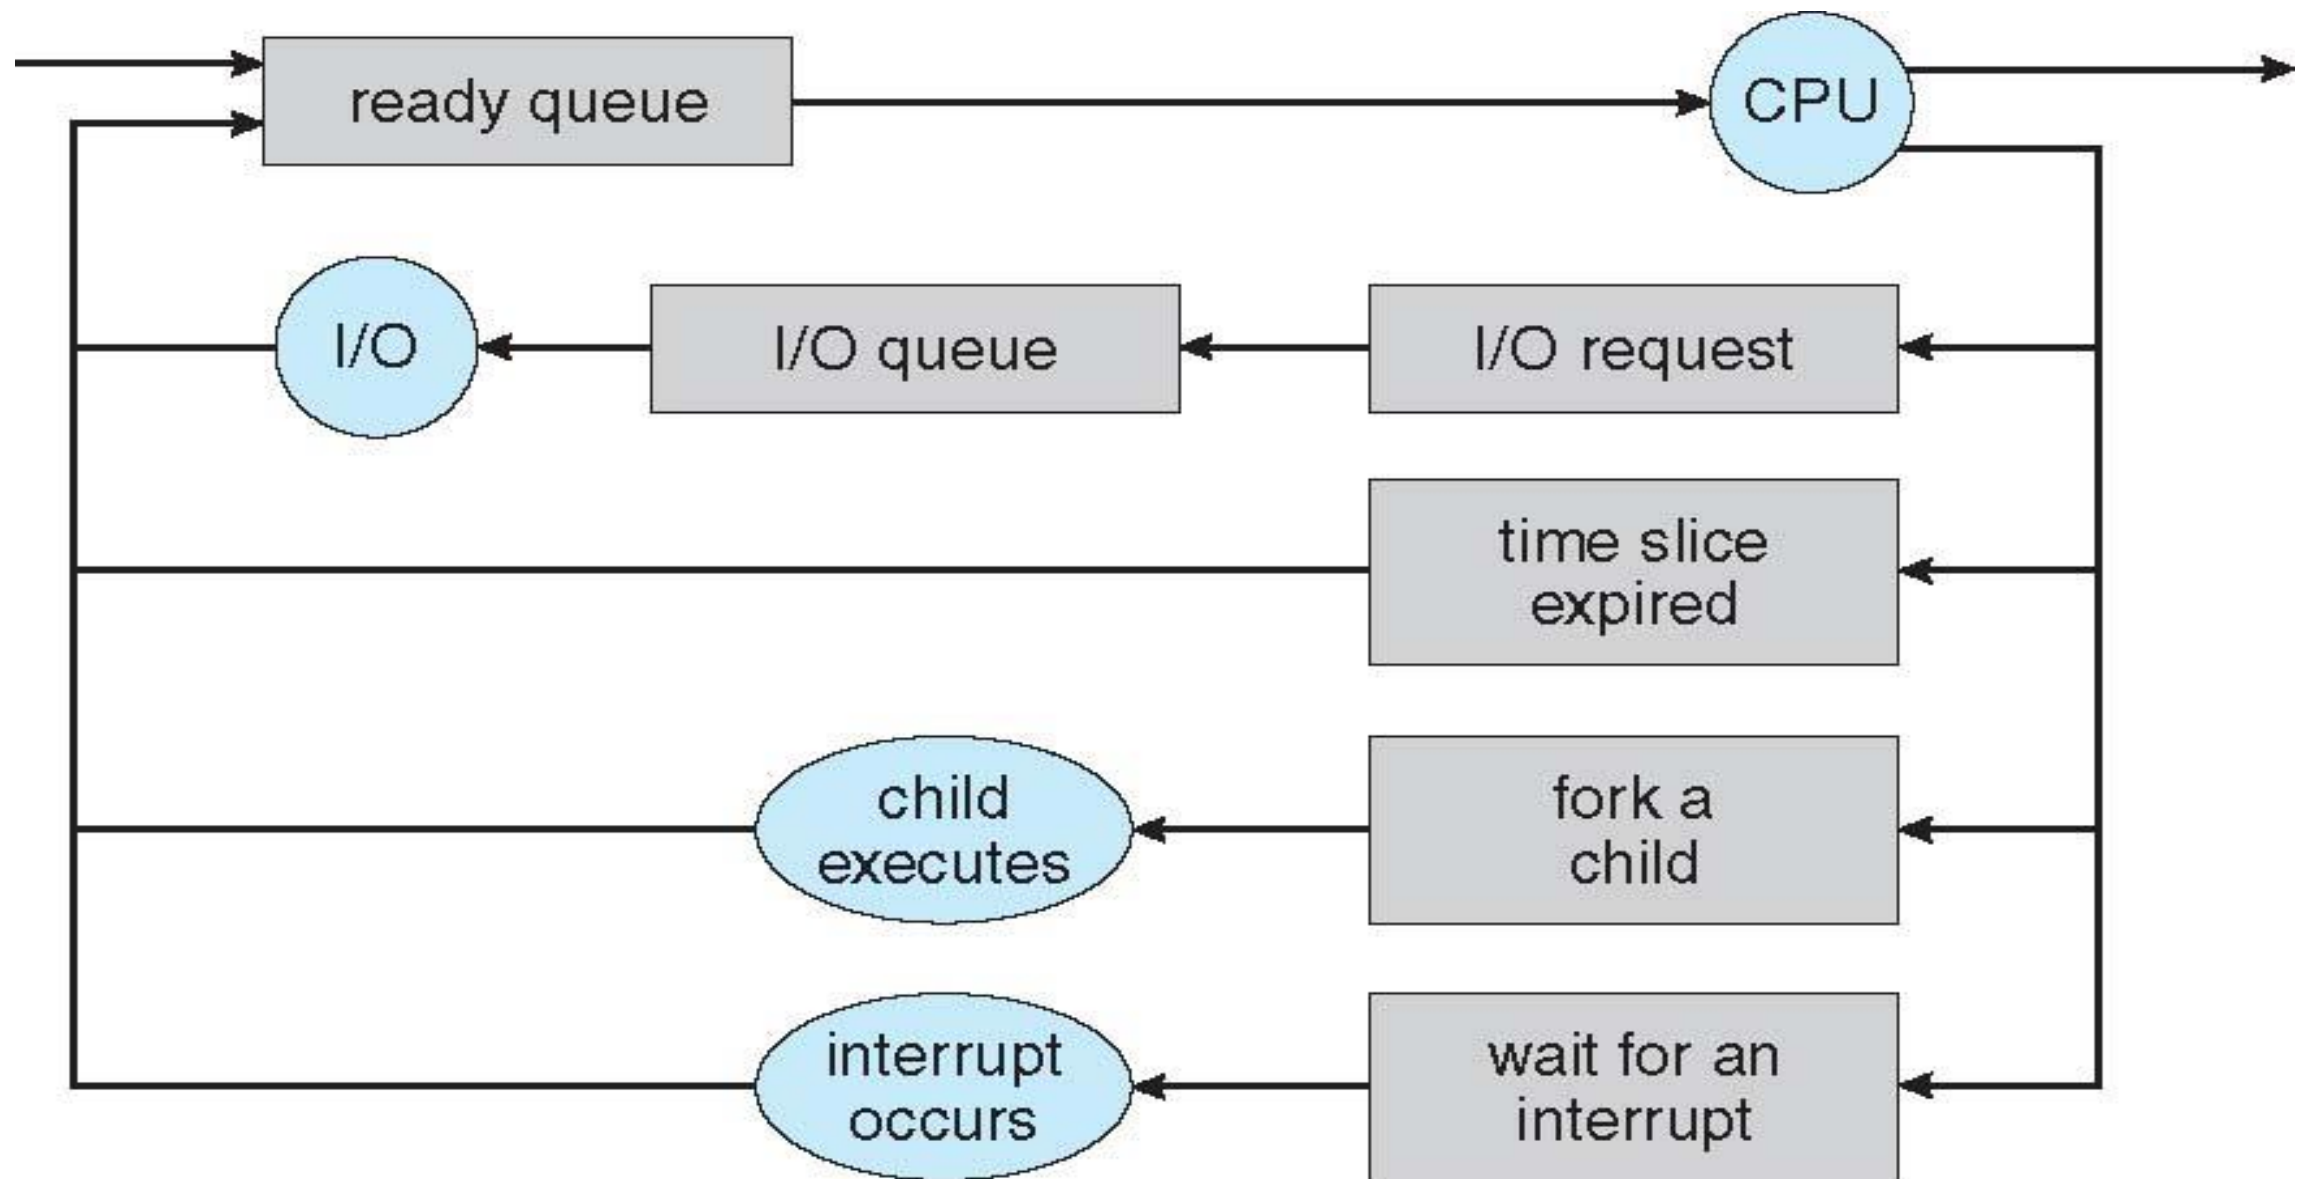 ready queue
CPU
I/O
I/O queue
I/O request
time slice
expired
child
executes
fork a
child
interrupt
occurs
wait for an
interrupt